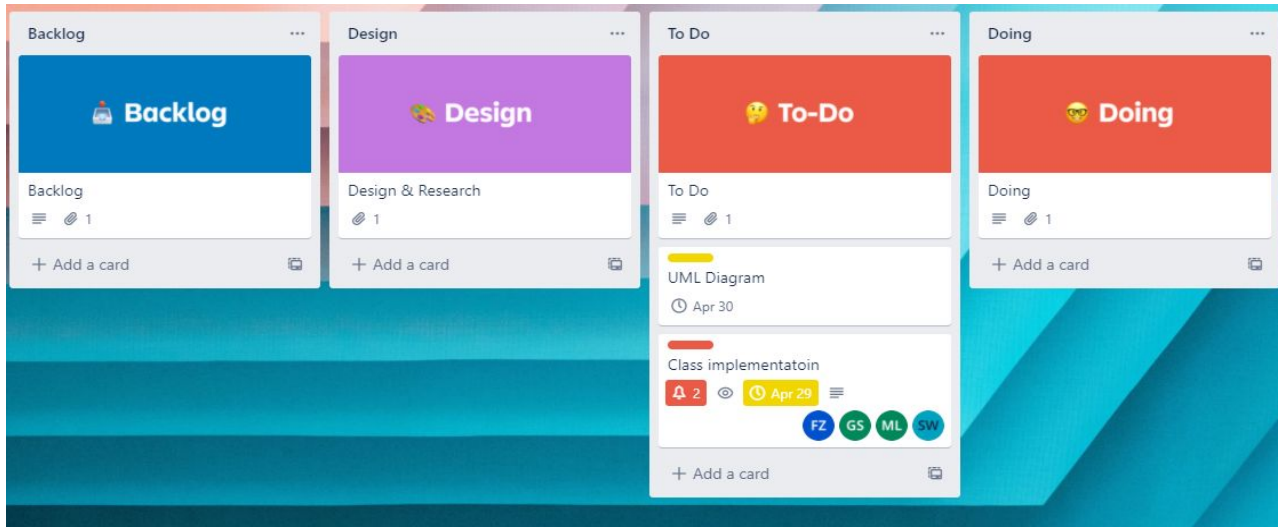 Backlog
Backlog
Backlog
1
+ Add a card
Design
Design
Design & Research
1
+ Add a card
To Do
To-Do
To Do
1
UML Diagram
Apr 30
Class implementatoin
2 Apr 29
FZ GS ML SW
+ Add a card
Doing
Doing
Doing
1
+ Add a card